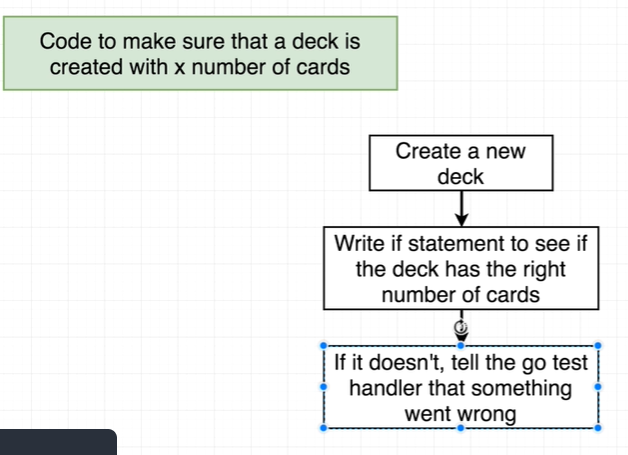 Code to make sure that a deck is
created with x number of cards
Create a new
deck
Write if statement to see if
the deck has the right
number of cards
If it doesn't, tell the go test
handler that something
went wrong